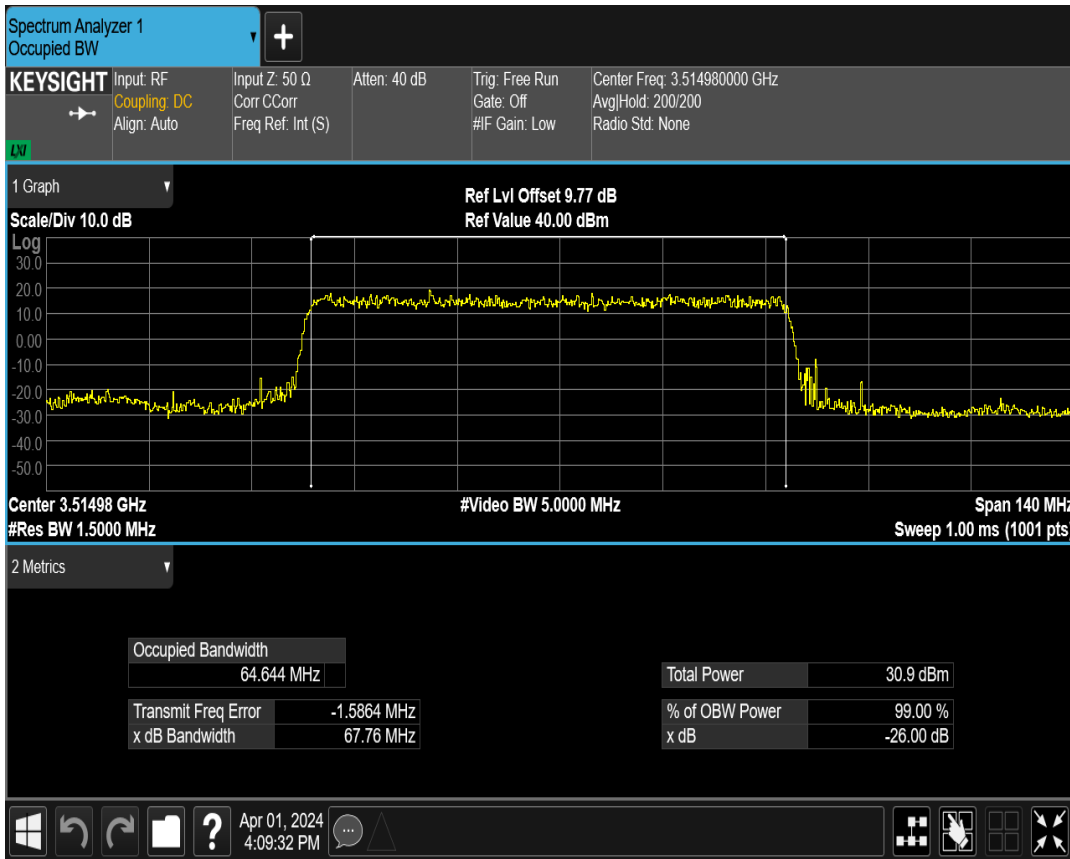 Spectrum Analyzer 1
Occupied BW
+
KEYSIGHT
LXI
Input: RF
Coupling: DC
Align: Auto
Input Z: 50 Ω
Corr CCorr
Freq Ref: Int (S)
Atten: 40 dB
Trig: Free Run
Gate: Off
#IF Gain: Low
Center Freq: 3.514980000 GHz
Avg|Hold: 200/200
Radio Std: None
1 Graph
Scale/Div 10.0 dB
Ref Lvl Offset 9.77 dB
Ref Value 40.00 dBm
Log
30.0
20.0
10.0
0.00
-10.0
-20.0
-30.0
-40.0
-50.0
Center 3.51498 GHz
#Res BW 1.5000 MHz
#Video BW 5.0000 MHz
Span 140 MHz
Sweep 1.00 ms (1001 pts)
2 Metrics
Occupied Bandwidth
64.644 MHz
Transmit Freq Error -1.5864 MHz
x dB Bandwidth 67.76 MHz
Total Power 30.9 dBm
% of OBW Power 99.00 %
x dB -26.00 dB
?
Apr 01, 2024
4:09:32 PM